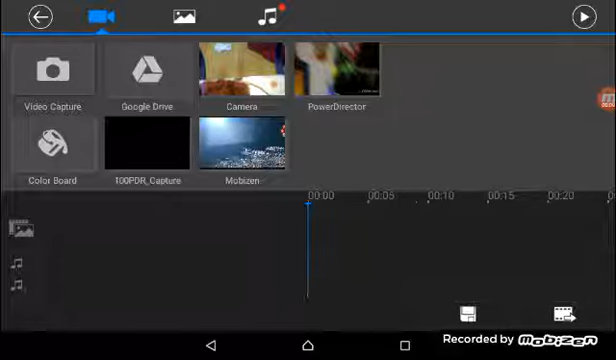 Video Capture
Google Drive
Camera
PowerDirector
Color Board
100PDR_Capture
Mobizen
00:00
00:05
00:10
00:15
00:20
Recorded by mobizen